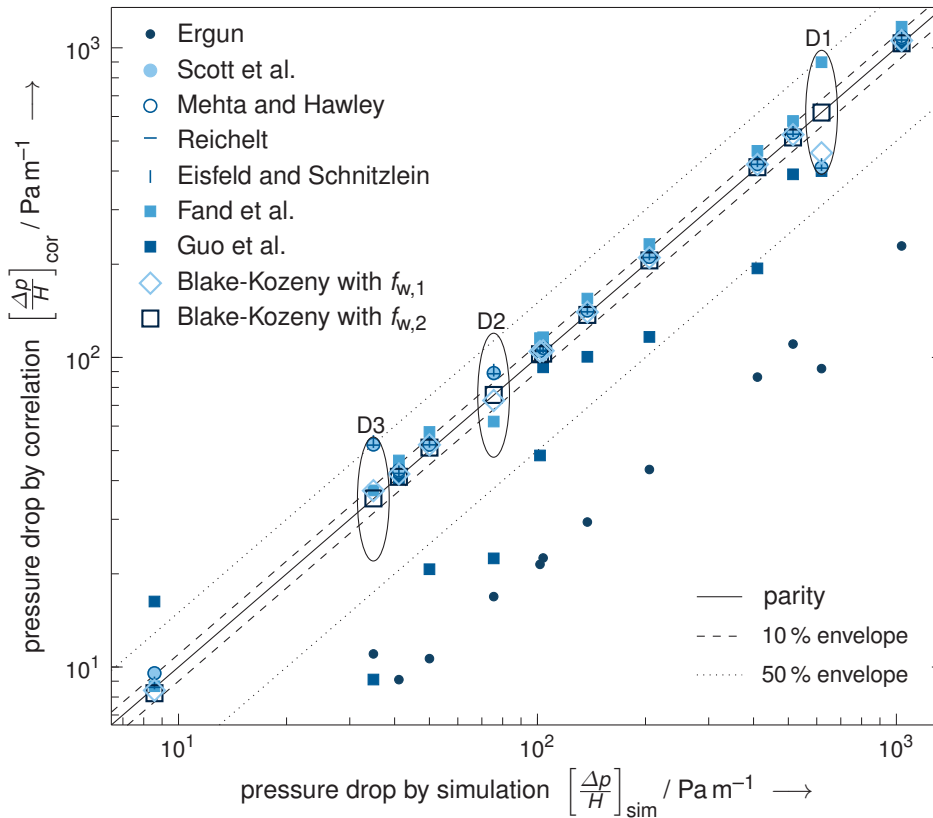 10³
10²
10¹
pressure drop by correlation [Δp/H]cor / Pa m⁻¹ ⟶
Ergun
Scott et al.
Mehta and Hawley
Reichelt
Eisfeld and Schnitzlein
Fand et al.
Guo et al.
Blake-Kozeny with f_w,1
Blake-Kozeny with f_w,2
D1
D2
D3
parity
10 % envelope
50 % envelope
10¹
10²
10³
pressure drop by simulation [Δp/H]sim / Pa m⁻¹ ⟶